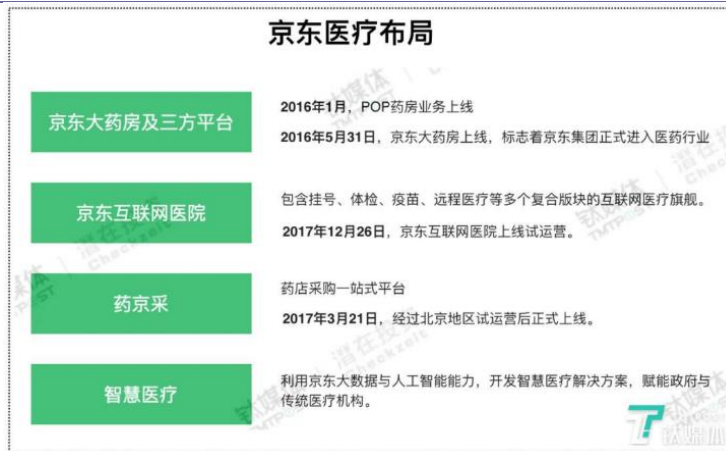 京东医疗布局
京东大药房及三方平台
2016年1月，POP药房业务上线
2016年5月31日，京东大药房上线，标志着京东集团正式进入医药行业
京东互联网医院
包含挂号、体检、疫苗、远程医疗等多个复合版块的互联网医疗旗舰。
2017年12月26日，京东互联网医院上线试运营。
药京采
药店采购一站式平台
2017年3月21日，经过北京地区试运营后正式上线。
智慧医疗
利用京东大数据与人工智能能力，开发智慧医疗解决方案，赋能政府与
传统医疗机构。
钛媒体